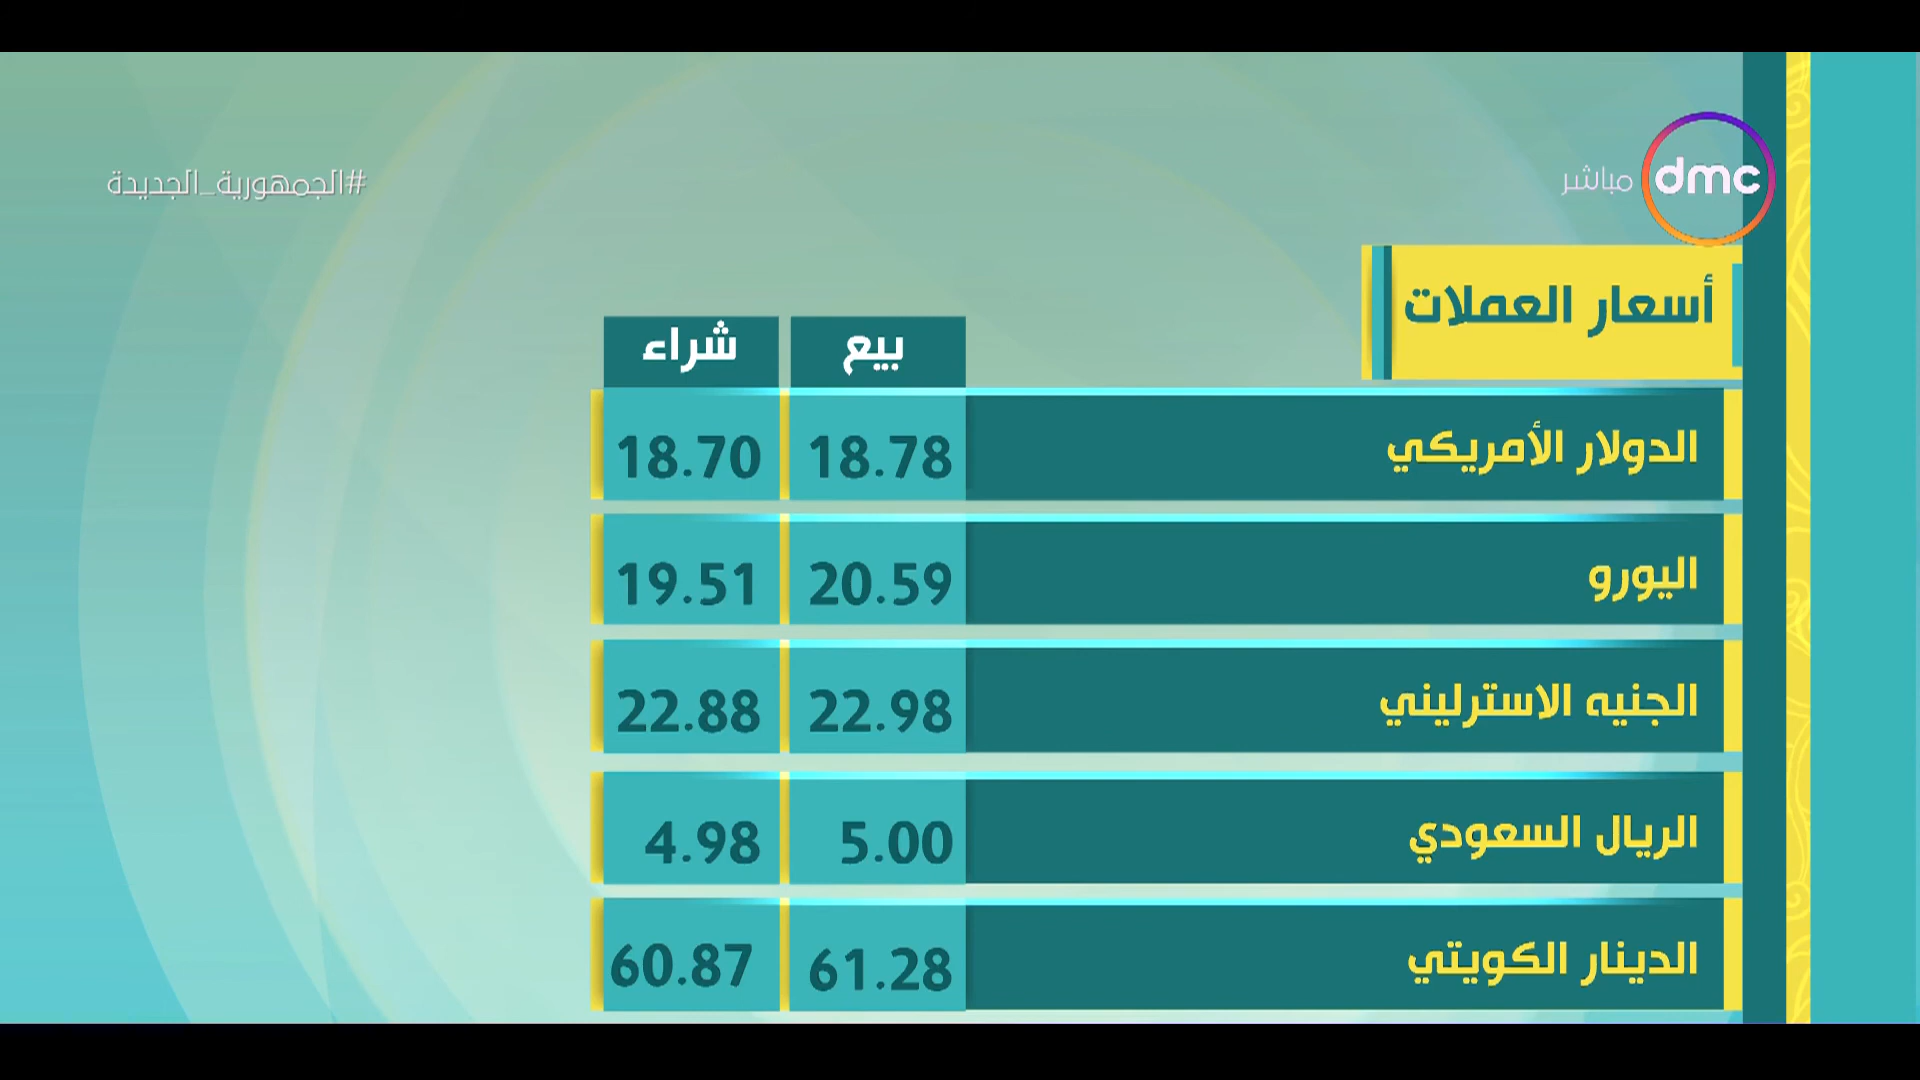 dmc مباشر
#الجمهورية_الجديدة
أسعار العملات
بيع شراء
الدولار الأمريكي 18.78 18.70
اليورو 20.59 19.51
الجنيه الاسترليني 22.98 22.88
الريال السعودي 5.00 4.98
الدينار الكويتي 61.28 60.87